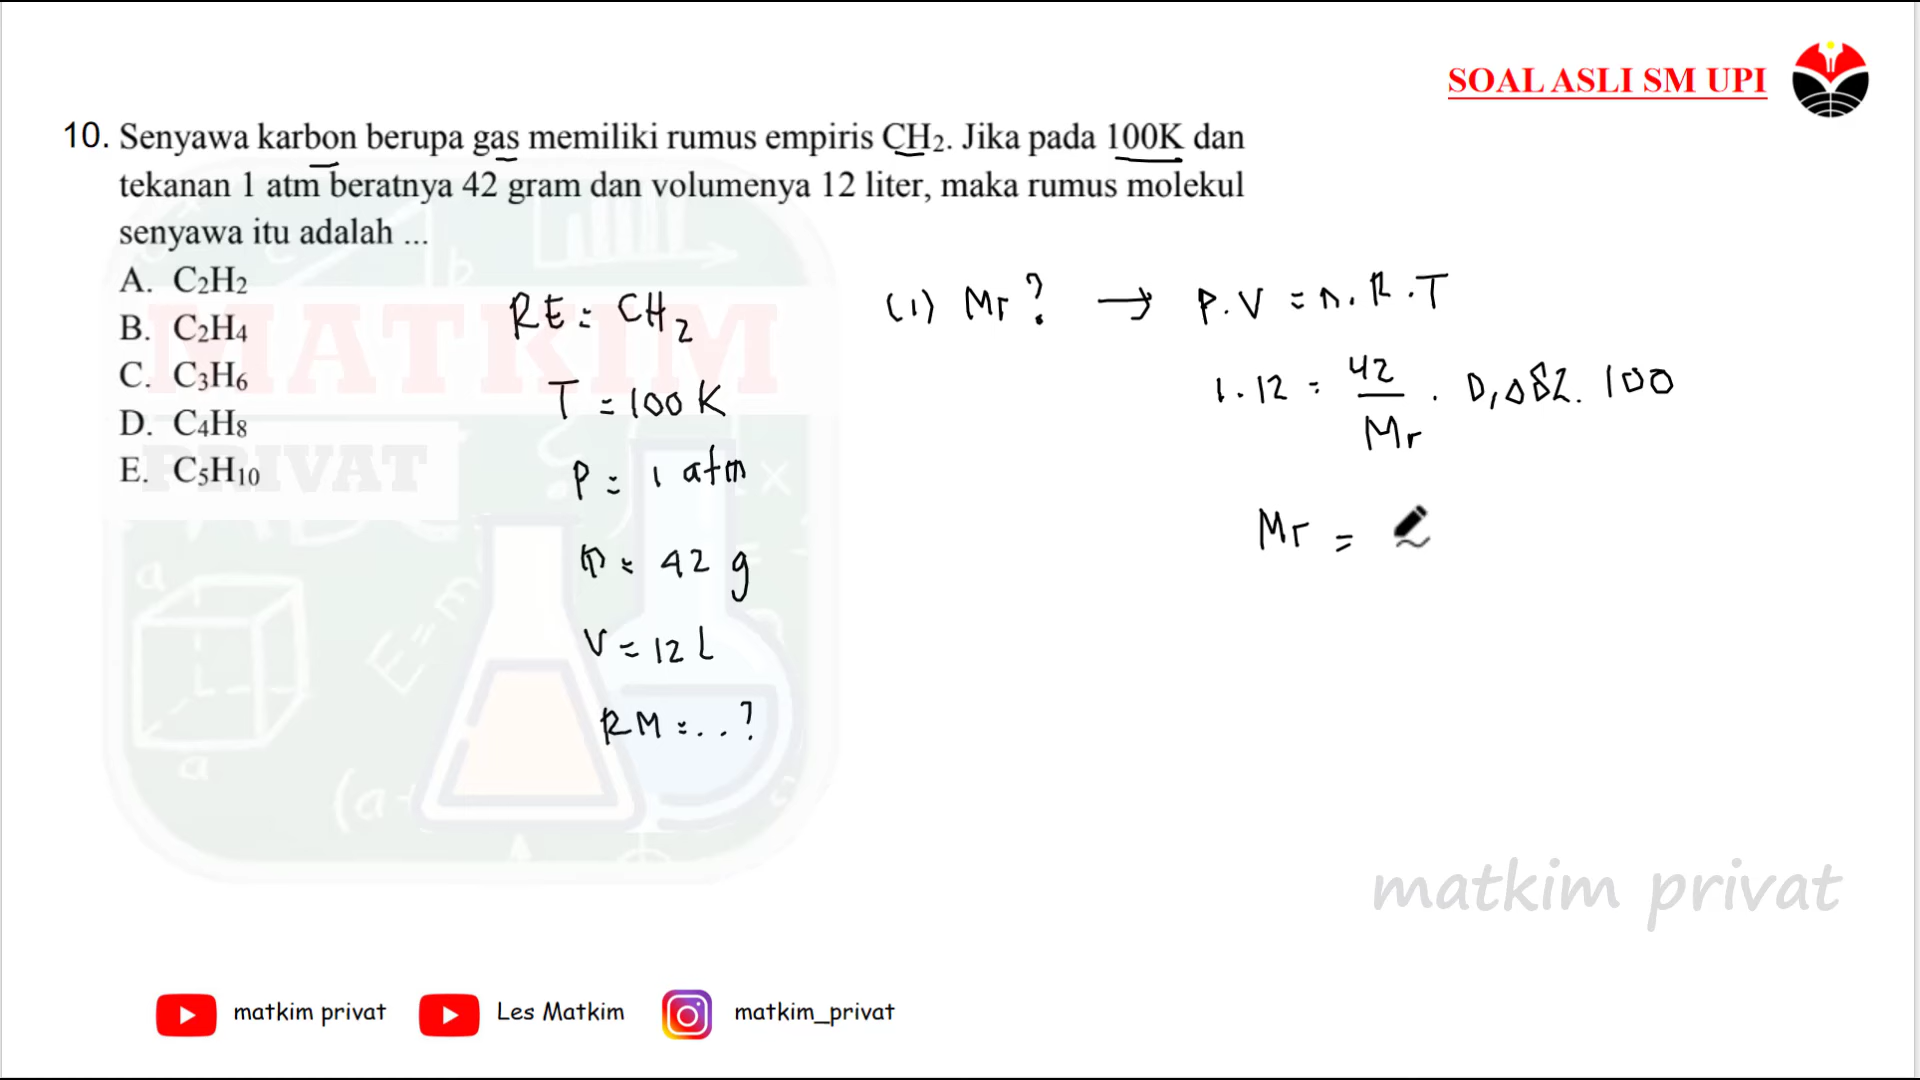 SOAL ASLI SM UPI
10. Senyawa karbon berupa gas memiliki rumus empiris CH₂. Jika pada 100K dan
tekanan 1 atm beratnya 42 gram dan volumenya 12 liter, maka rumus molekul
senyawa itu adalah ...
A. C₂H₂
B. C₂H₄
C. C₃H₆
D. C₄H₈
E. C₅H₁₀
MATKIM
PRIVAT
RE = CH₂
T = 100 K
P = 1 atm
m = 42 g
V = 12 L
RM = ..?
(1) Mr? → P.V = n.R.T
1.12 = 42/Mr . 0,082. 100
Mr =
b
a
a
E=m
(a+
x
matkim privat
matkim privat
Les Matkim
matkim_privat